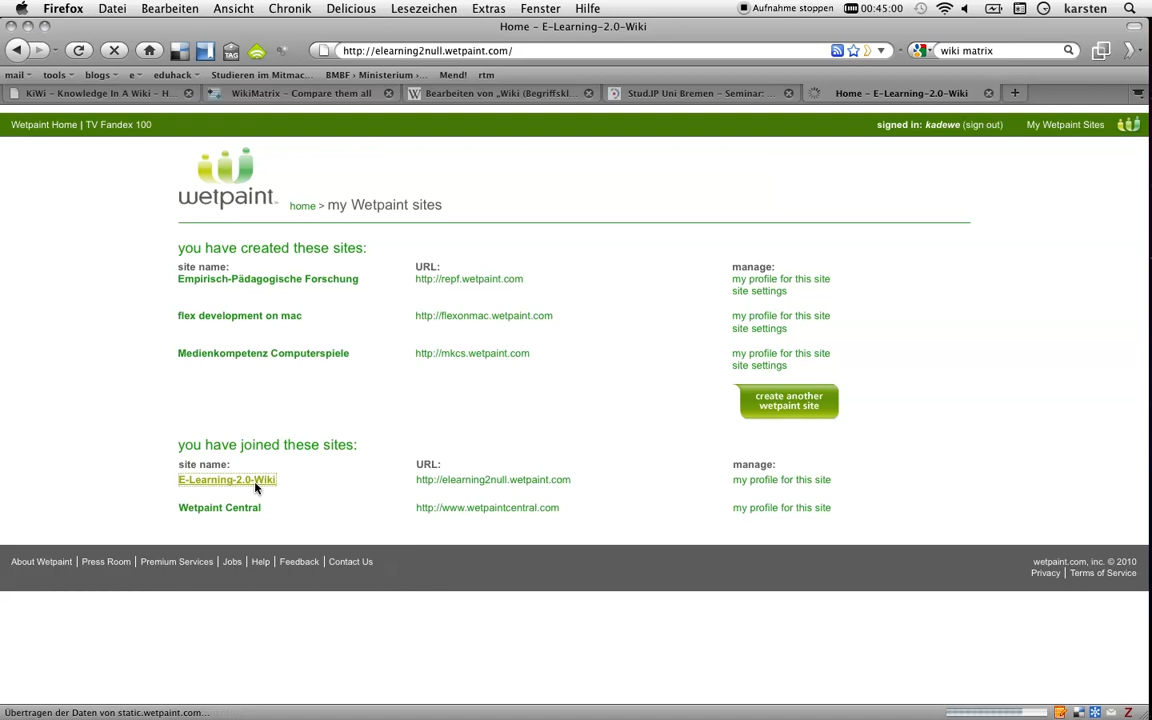 Firefox Datei Bearbeiten Ansicht Chronik Delicious Lesezeichen Extras Fenster Hilfe Aufnahme stoppen 00:45:00 karsten
Home - E-Learning-2.0-Wiki
http://elearning2null.wetpaint.com/ wiki matrix
mail tools blogs e eduhack Studieren im Mitmac... BMBF › Ministerium ›... Mend! rtm
KiWi – Knowledge In A Wiki – H... WikiMatrix – Compare them all Bearbeiten von „Wiki (Begriffskl... Stud.IP Uni Bremen – Seminar: ... Home – E-Learning-2.0-Wiki
Wetpaint Home | TV Fandex 100 signed in: kadewe (sign out) My Wetpaint Sites
wetpaint home > my Wetpaint sites
you have created these sites:
site name: URL: manage:
Empirisch-Pädagogische Forschung http://repf.wetpaint.com my profile for this site
site settings
flex development on mac http://flexonmac.wetpaint.com my profile for this site
site settings
Medienkompetenz Computerspiele http://mkcs.wetpaint.com my profile for this site
site settings
create another
wetpaint site
you have joined these sites:
site name: URL: manage:
E-Learning-2.0-Wiki http://elearning2null.wetpaint.com my profile for this site
Wetpaint Central http://www.wetpaintcentral.com my profile for this site
About Wetpaint | Press Room | Premium Services | Jobs | Help | Feedback | Contact Us wetpaint.com, inc. © 2010
Privacy | Terms of Service
Übertragen der Daten von static.wetpaint.com...